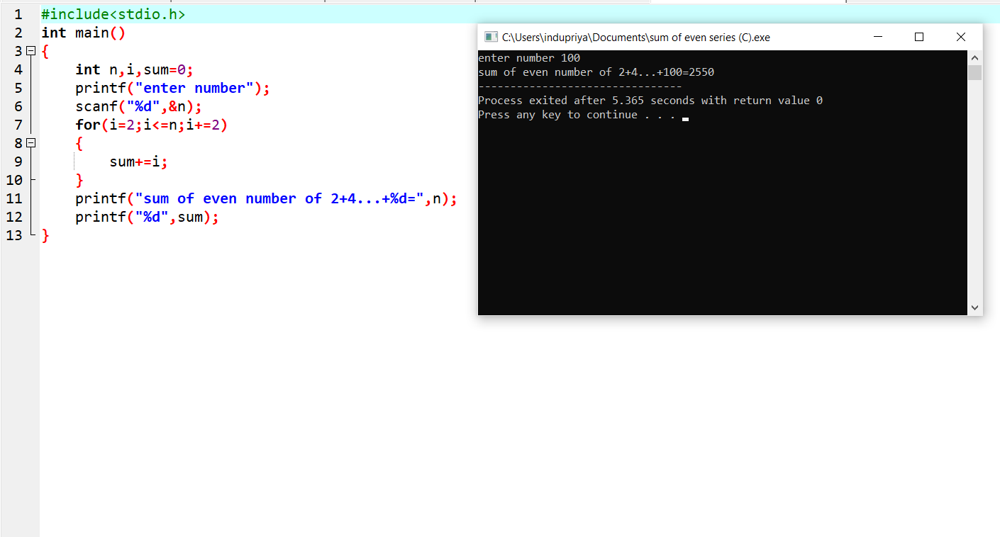 1 #include<stdio.h>
2 int main()
3 {
4 int n,i,sum=0;
5 printf("enter number");
6 scanf("%d",&n);
7 for(i=2;i<=n;i+=2)
8 {
9 sum+=i;
10 }
11 printf("sum of even number of 2+4...+%d=",n);
12 printf("%d",sum);
13 }
C:\Users\indupriya\Documents\sum of even series (C).exe
enter number 100
sum of even number of 2+4...+100=2550
--------------------------------
Process exited after 5.365 seconds with return value 0
Press any key to continue . . .